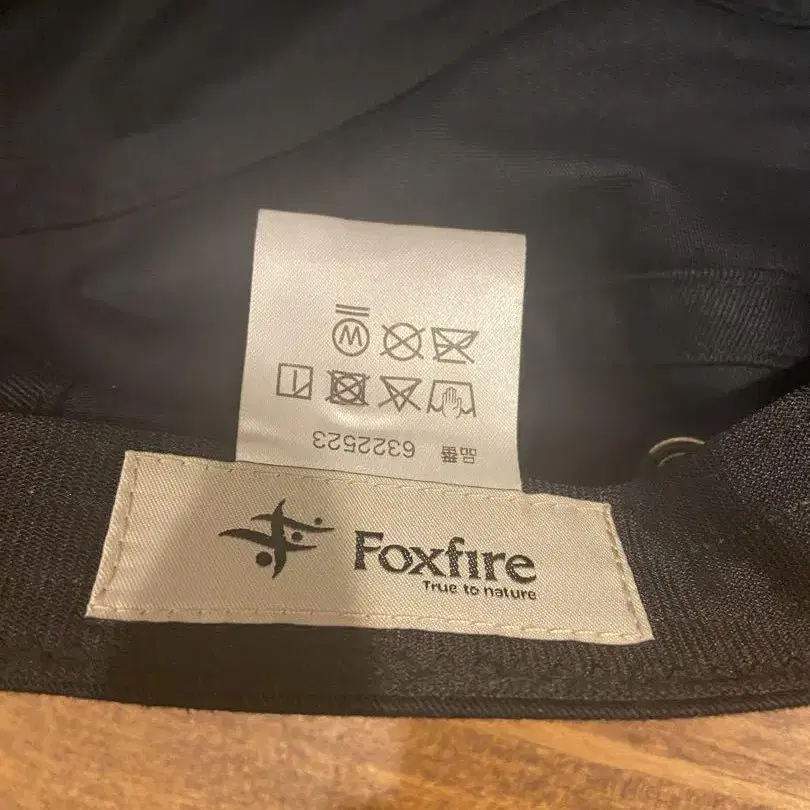 品番 6322523
W
Foxfire
True to nature